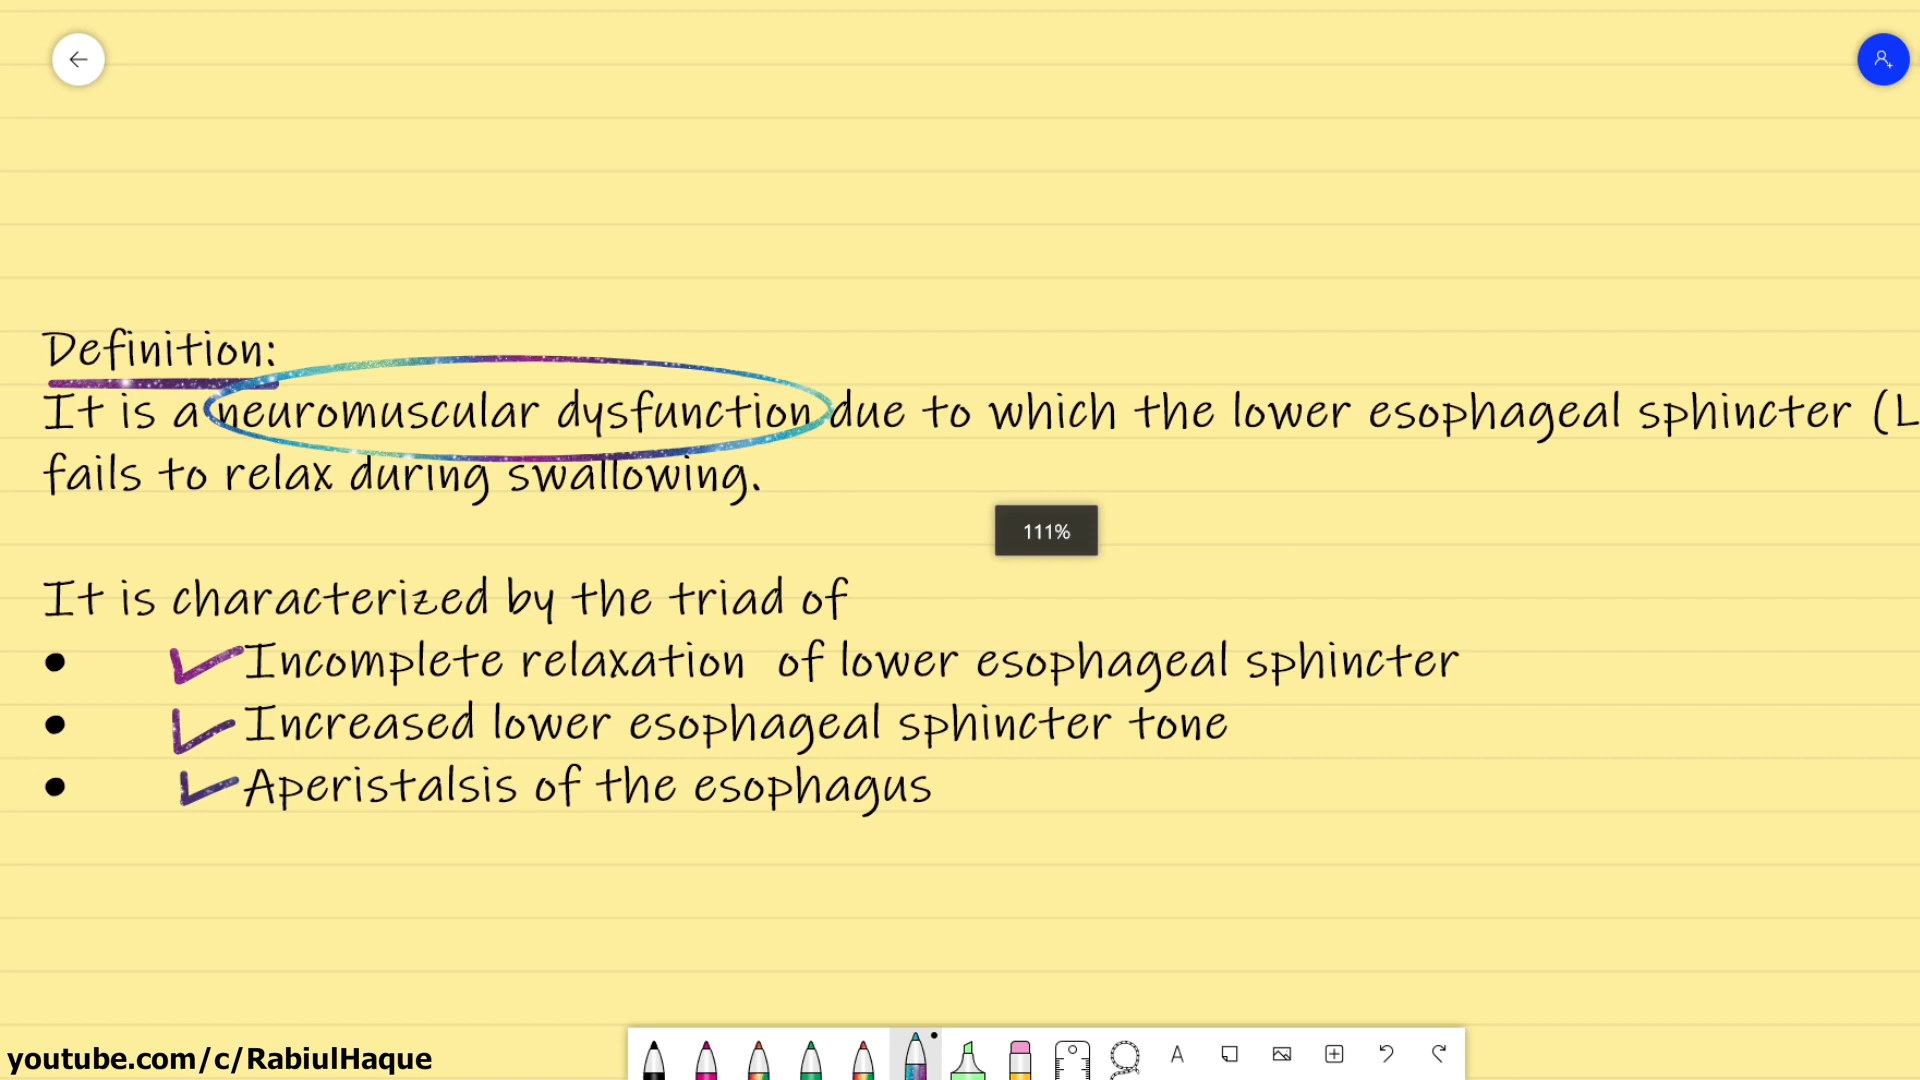 Definition:
It is a neuromuscular dysfunction due to which the lower esophageal sphincter (L
fails to relax during swallowing.
111%
It is characterized by the triad of
• Incomplete relaxation of lower esophageal sphincter
• Increased lower esophageal sphincter tone
• Aperistalsis of the esophagus
youtube.com/c/RabiulHaque